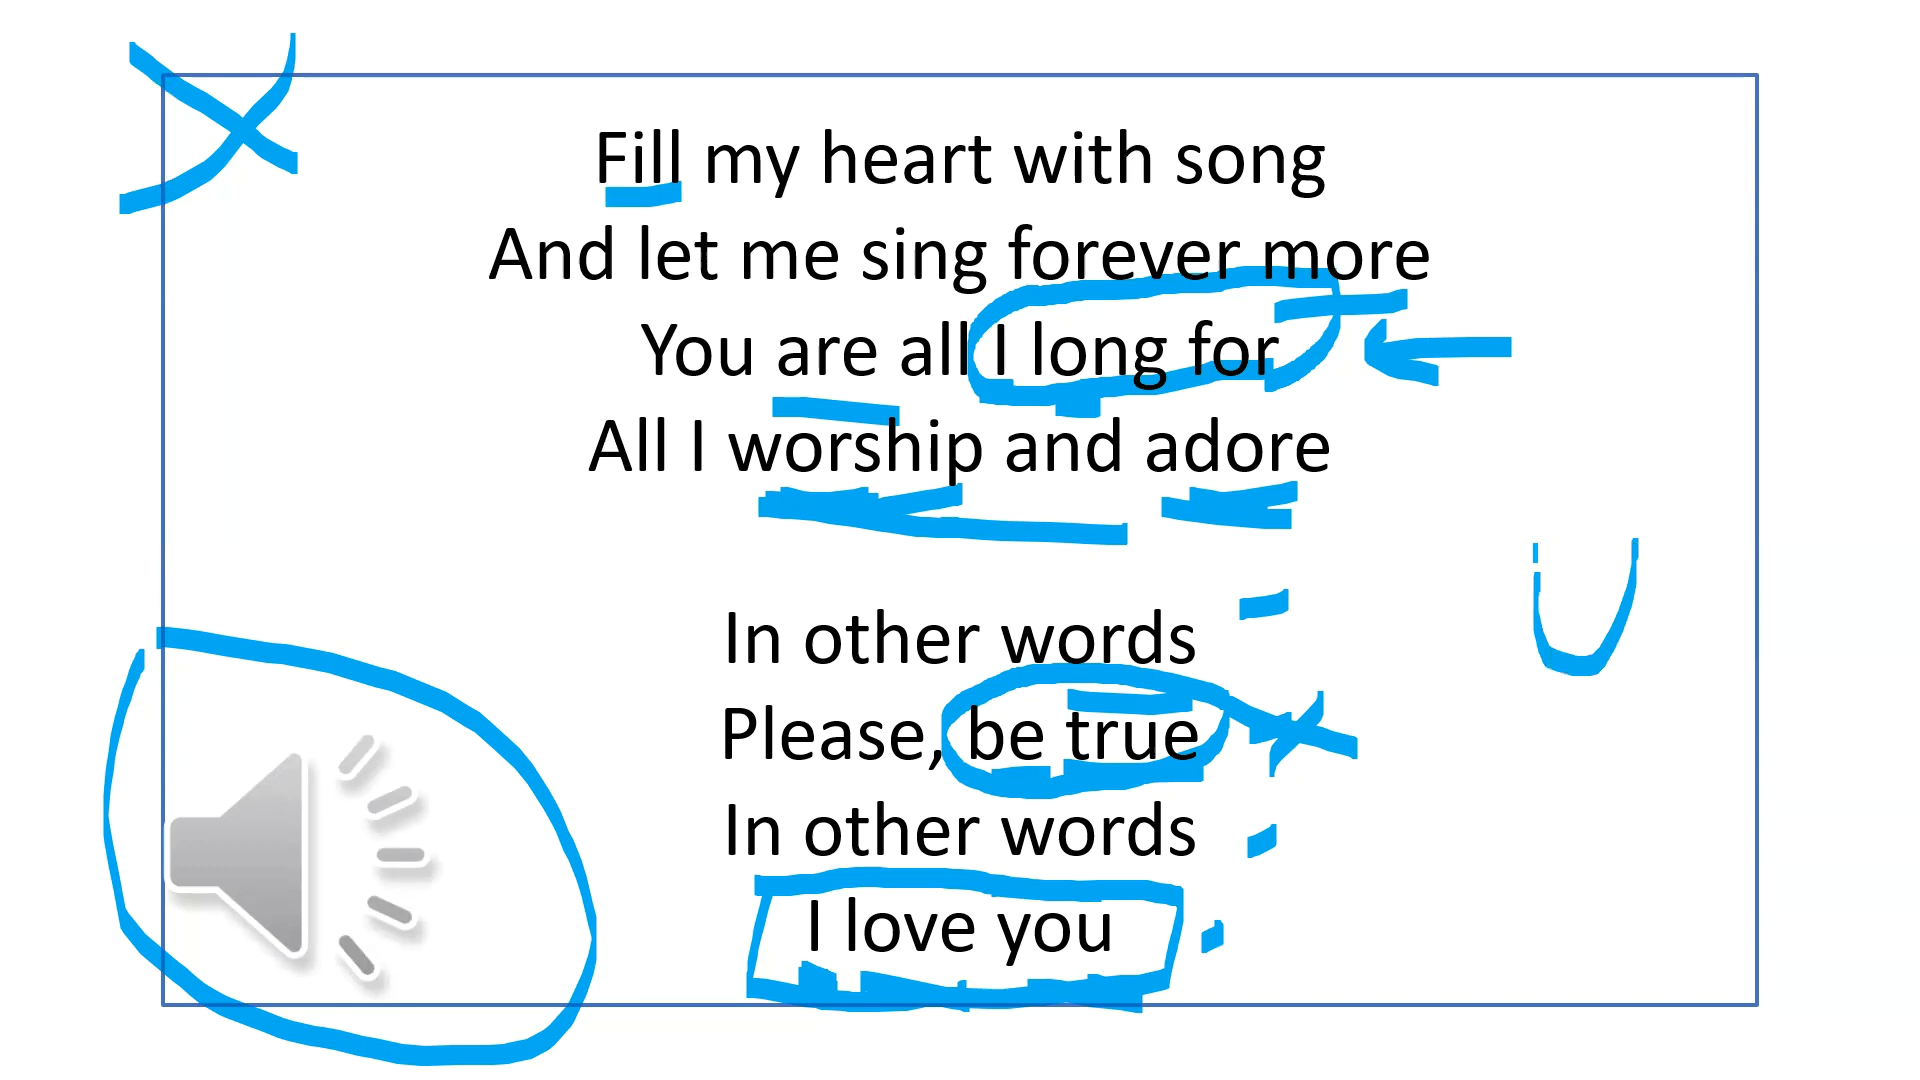 Fill my heart with song
And let me sing forever more
You are all I long for
All I worship and adore
In other words
Please, be true
In other words
I love you